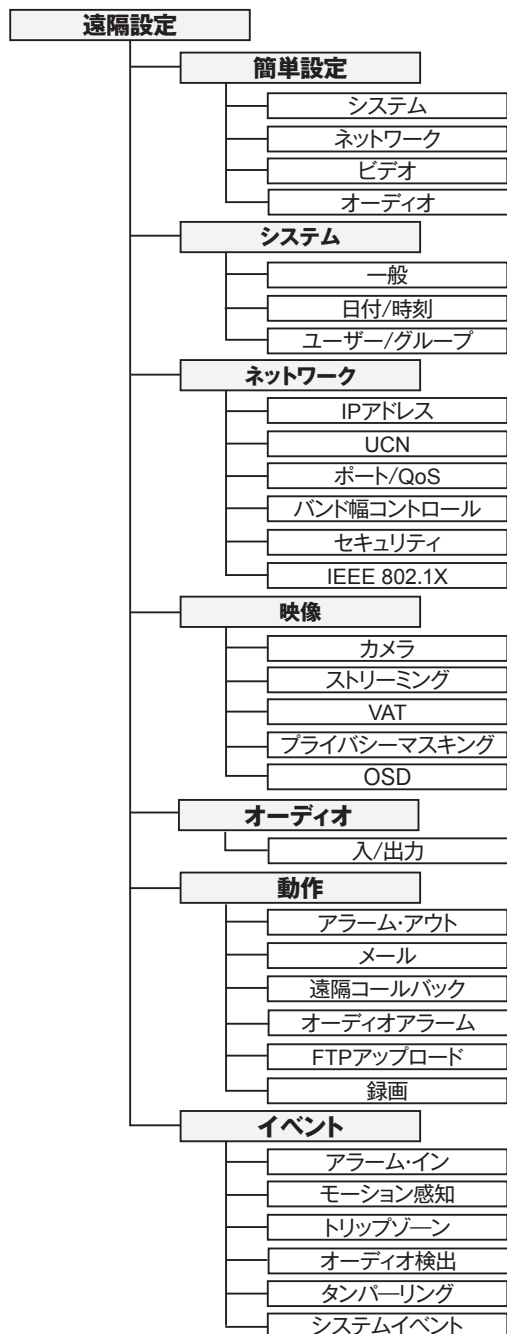 遠隔設定
簡単設定
システム
ネットワーク
ビデオ
オーディオ
システム
一般
日付/時刻
ユーザー/グループ
ネットワーク
IPアドレス
UCN
ポート/QoS
バンド幅コントロール
セキュリティ
IEEE 802.1X
映像
カメラ
ストリーミング
VAT
プライバシーマスキング
OSD
オーディオ
入/出力
動作
アラーム·アウト
メール
遠隔コールバック
オーディオアラーム
FTPアップロード
録画
イベント
アラーム·イン
モーション感知
トリップゾ―ン
オーディオ検出
タンパ―リング
システムイベント